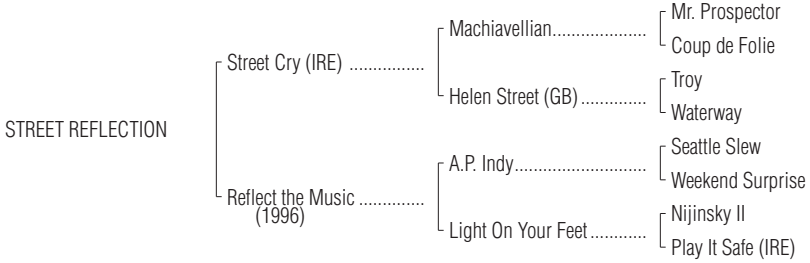 Mr. Prospector
Machiavellian....................
Coup de Folie
Street Cry (IRE) ................
Troy
Helen Street (GB)..............
Waterway
STREET REFLECTION
Seattle Slew
A.P. Indy............................
Weekend Surprise
Reflect the Music ..............
(1996)
Nijinsky II
Light On Your Feet............
Play It Safe (IRE)